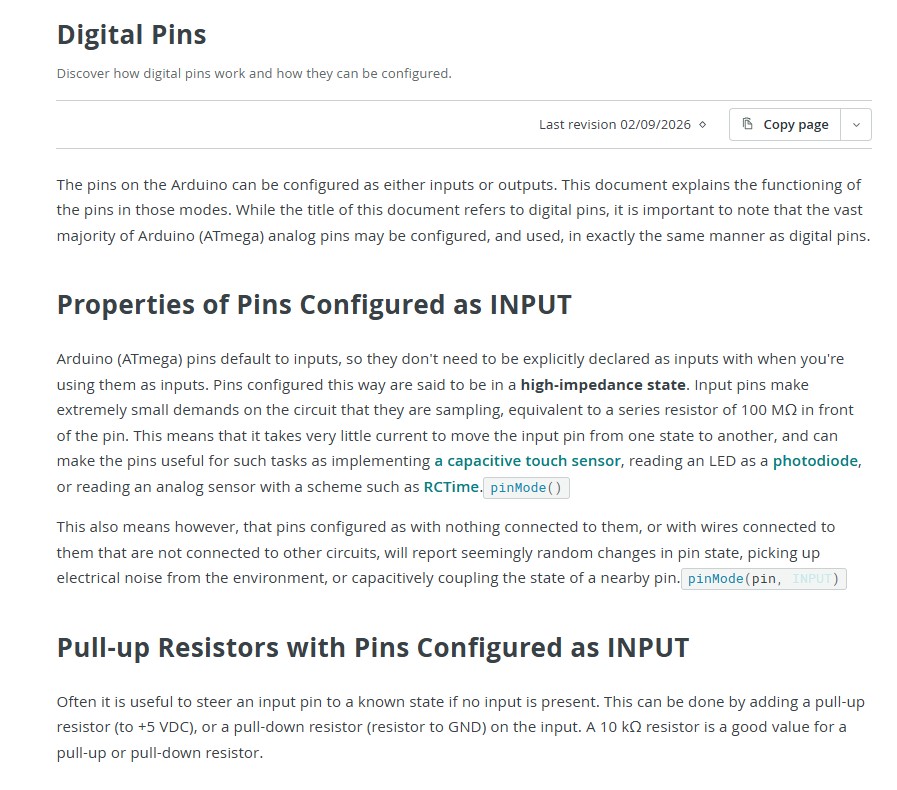 Digital Pins
Discover how digital pins work and how they can be configured.
Last revision 02/09/2026
Copy page
The pins on the Arduino can be configured as either inputs or outputs. This document explains the functioning of
the pins in those modes. While the title of this document refers to digital pins, it is important to note that the vast
majority of Arduino (ATmega) analog pins may be configured, and used, in exactly the same manner as digital pins.
Properties of Pins Configured as INPUT
Arduino (ATmega) pins default to inputs, so they don't need to be explicitly declared as inputs with when you're
using them as inputs. Pins configured this way are said to be in a high-impedance state. Input pins make
extremely small demands on the circuit that they are sampling, equivalent to a series resistor of 100 MΩ in front
of the pin. This means that it takes very little current to move the input pin from one state to another, and can
make the pins useful for such tasks as implementing a capacitive touch sensor, reading an LED as a photodiode,
or reading an analog sensor with a scheme such as RCTime. pinMode()
This also means however, that pins configured as with nothing connected to them, or with wires connected to
them that are not connected to other circuits, will report seemingly random changes in pin state, picking up
electrical noise from the environment, or capacitively coupling the state of a nearby pin. pinMode(pin, INPUT)
Pull-up Resistors with Pins Configured as INPUT
Often it is useful to steer an input pin to a known state if no input is present. This can be done by adding a pull-up
resistor (to +5 VDC), or a pull-down resistor (resistor to GND) on the input. A 10 kΩ resistor is a good value for a
pull-up or pull-down resistor.